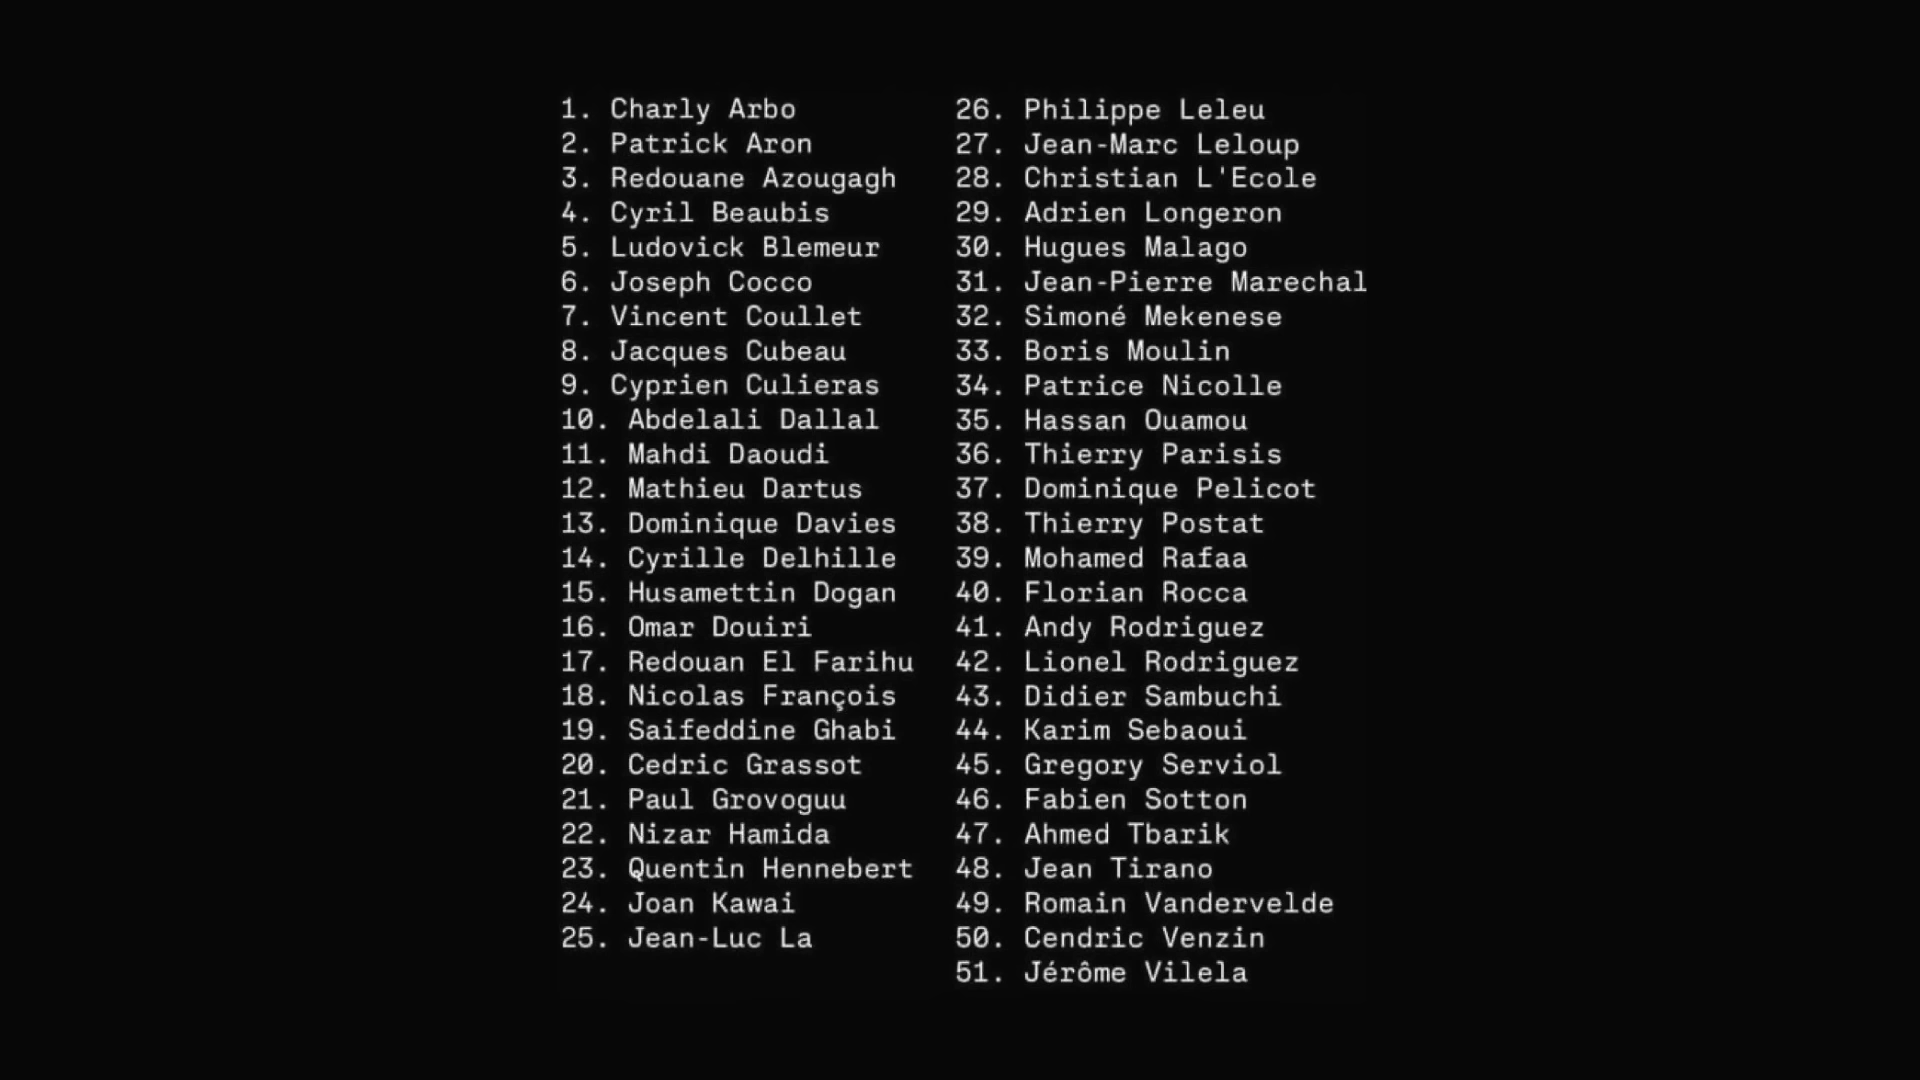 1. Charly Arbo
2. Patrick Aron
3. Redouane Azougagh
4. Cyril Beaubis
5. Ludovick Blemeur
6. Joseph Cocco
7. Vincent Coullet
8. Jacques Cubeau
9. Cyprien Culieras
10. Abdelali Dallal
11. Mahdi Daoudi
12. Mathieu Dartus
13. Dominique Davies
14. Cyrille Delhille
15. Husamettin Dogan
16. Omar Douiri
17. Redouan El Farihu
18. Nicolas François
19. Saifeddine Ghabi
20. Cedric Grassot
21. Paul Grovoguu
22. Nizar Hamida
23. Quentin Hennebert
24. Joan Kawai
25. Jean-Luc La
26. Philippe Leleu
27. Jean-Marc Leloup
28. Christian L'Ecole
29. Adrien Longeron
30. Hugues Malago
31. Jean-Pierre Marechal
32. Simoné Mekenese
33. Boris Moulin
34. Patrice Nicolle
35. Hassan Ouamou
36. Thierry Parisis
37. Dominique Pelicot
38. Thierry Postat
39. Mohamed Rafaa
40. Florian Rocca
41. Andy Rodriguez
42. Lionel Rodriguez
43. Didier Sambuchi
44. Karim Sebaoui
45. Gregory Serviol
46. Fabien Sotton
47. Ahmed Tbarik
48. Jean Tirano
49. Romain Vandervelde
50. Cendric Venzin
51. Jérôme Vilela